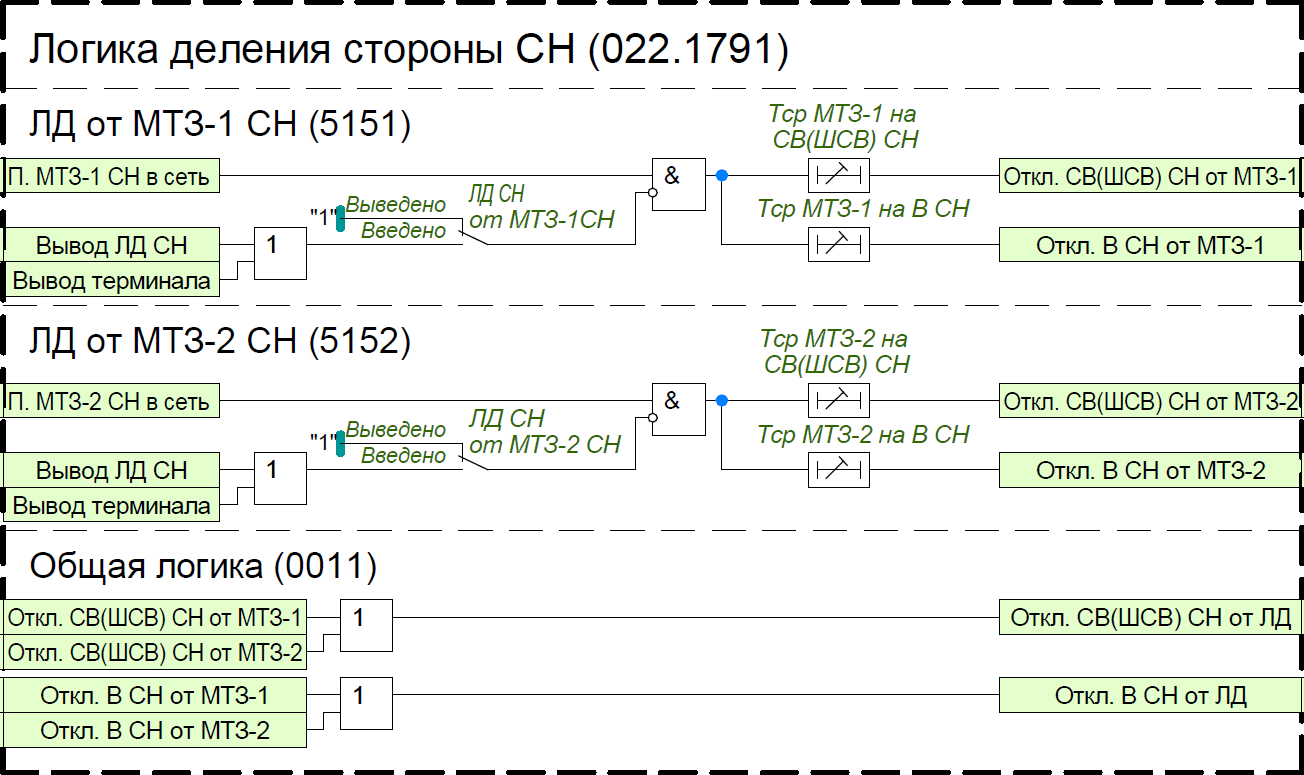 Логика деления стороны СН (022.1791)
ЛД от МТЗ-1 СН (5151)
Тср МТЗ-1 на
СВ(ШСВ) СН
П. МТЗ-1 СН в сеть
&
Откл. СВ(ШСВ) СН от МТЗ-1
"1"
Выведено
Введено
ЛД СН
от МТЗ-1СН
Тср МТЗ-1 на В СН
Вывод ЛД СН
1
Откл. В СН от МТЗ-1
Вывод терминала
ЛД от МТЗ-2 СН (5152)
Тср МТЗ-2 на
СВ(ШСВ) СН
П. МТЗ-2 СН в сеть
&
Откл. СВ(ШСВ) СН от МТЗ-2
"1"
Выведено
Введено
ЛД СН
от МТЗ-2 СН
Тср МТЗ-2 на В СН
Вывод ЛД СН
1
Откл. В СН от МТЗ-2
Вывод терминала
Общая логика (0011)
Откл. СВ(ШСВ) СН от МТЗ-1
1
Откл. СВ(ШСВ) СН от ЛД
Откл. СВ(ШСВ) СН от МТЗ-2
Откл. В СН от МТЗ-1
1
Откл. В СН от ЛД
Откл. В СН от МТЗ-2